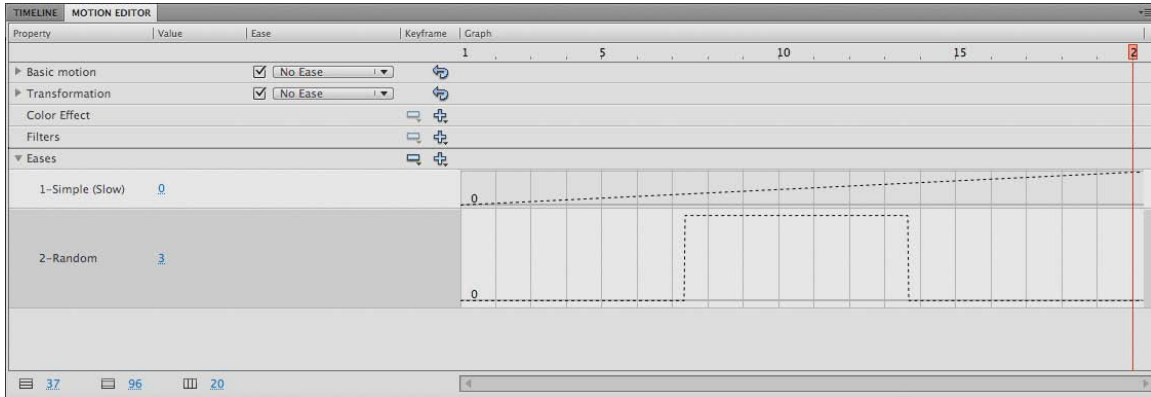 TIMELINE MOTION EDITOR
Property Value Ease Keyframe Graph
1 5 10 15 2
Basic motion No Ease
Transformation No Ease
Color Effect
Filters
Eases
1-Simple (Slow) 0 0
2-Random 3
0
37 96 20